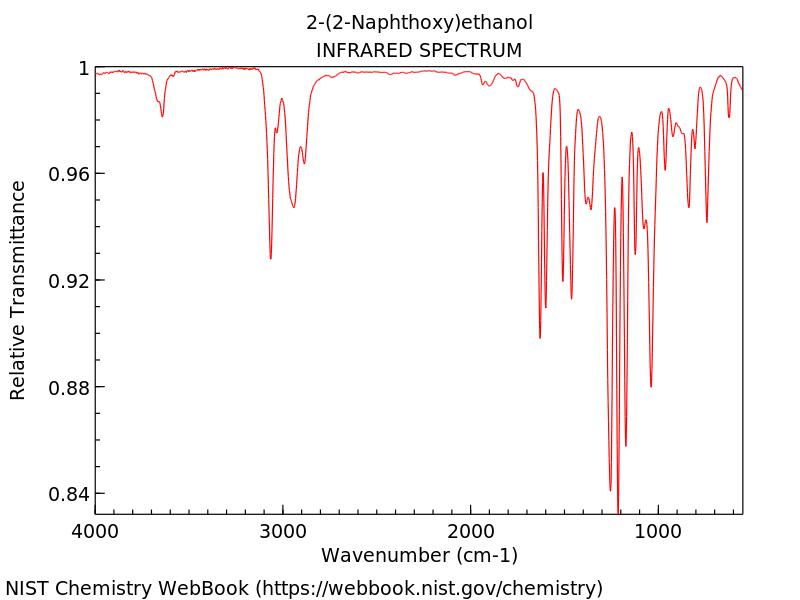 2-(2-Naphthoxy)ethanol
INFRARED SPECTRUM
1
0.96
0.92
0.88
0.84
Relative Transmittance
4000 3000 2000 1000
Wavenumber (cm-1)
NIST Chemistry WebBook (https://webbook.nist.gov/chemistry)